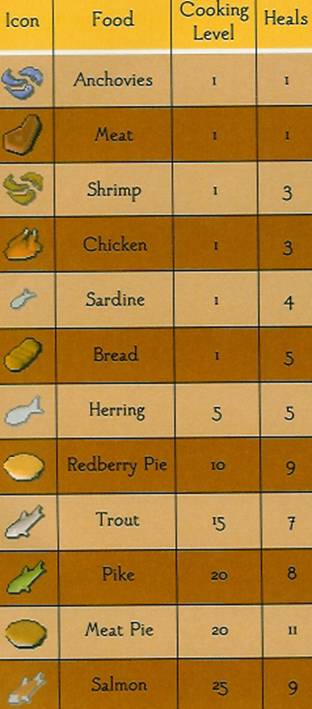 Icon Food Cooking Level Heals
Anchovies 1 1
Meat 1 1
Shrimp 1 3
Chicken 1 3
Sardine 1 4
Bread 1 5
Herring 5 5
Redberry Pie 10 9
Trout 15 7
Pike 20 8
Meat Pie 20 11
Salmon 25 9